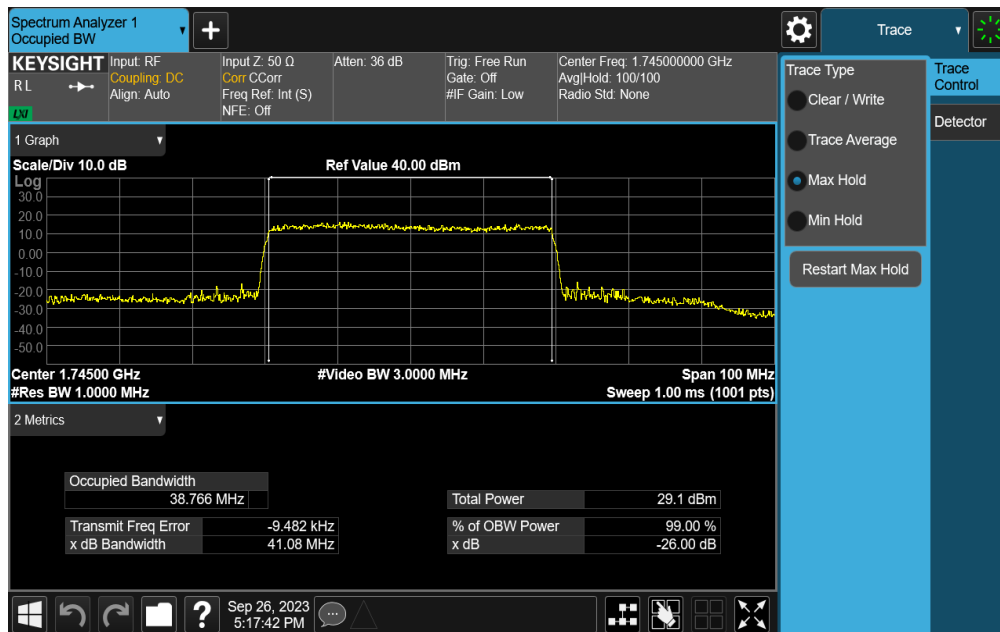 Spectrum Analyzer 1
Occupied BW
+
Trace
KEYSIGHT
RL
LXI
Input: RF
Coupling: DC
Align: Auto
Input Z: 50 Ω
Corr CCorr
Freq Ref: Int (S)
NFE: Off
Atten: 36 dB
Trig: Free Run
Gate: Off
#IF Gain: Low
Center Freq: 1.745000000 GHz
Avg|Hold: 100/100
Radio Std: None
Trace Type
Clear / Write
Trace Average
Max Hold
Min Hold
Restart Max Hold
Trace
Control
Detector
1 Graph
Scale/Div 10.0 dB
Ref Value 40.00 dBm
Log
30.0
20.0
10.0
0.00
-10.0
-20.0
-30.0
-40.0
-50.0
Center 1.74500 GHz
#Video BW 3.0000 MHz
Span 100 MHz
#Res BW 1.0000 MHz
Sweep 1.00 ms (1001 pts)
2 Metrics
Occupied Bandwidth
38.766 MHz
Total Power 29.1 dBm
Transmit Freq Error -9.482 kHz
% of OBW Power 99.00 %
x dB Bandwidth 41.08 MHz
x dB -26.00 dB
?
Sep 26, 2023
5:17:42 PM